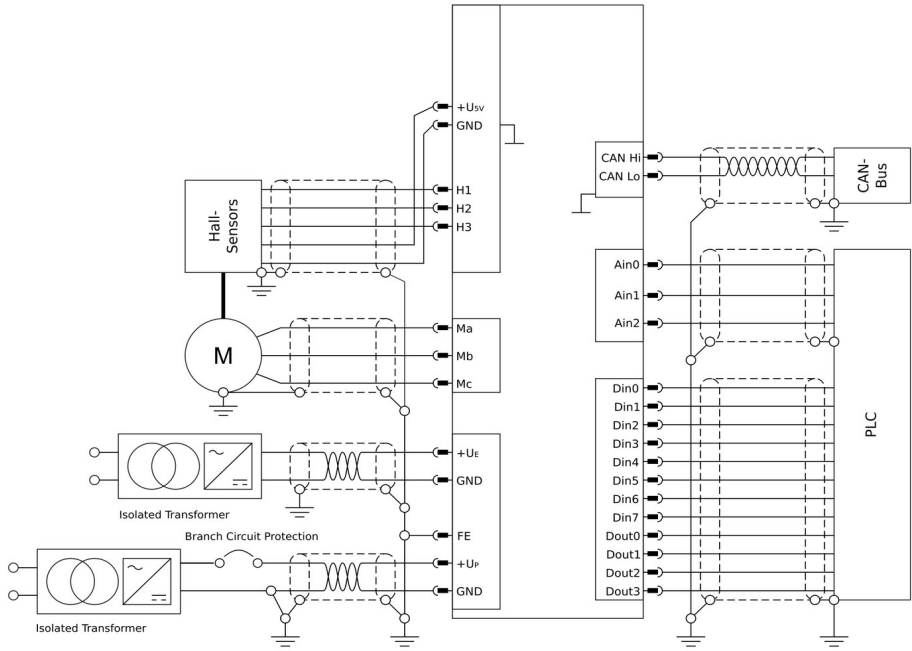 +U5V
GND
CAN Hi
CAN Lo
CAN-
Bus
Hall-
Sensors
H1
H2
H3
Ain0
Ain1
Ain2
M
Ma
Mb
Mc
Din0
Din1
Din2
Din3
Din4
Din5
Din6
Din7
Dout0
Dout1
Dout2
Dout3
PLC
+UE
GND
Isolated Transformer
Branch Circuit Protection
FE
+UP
GND
Isolated Transformer